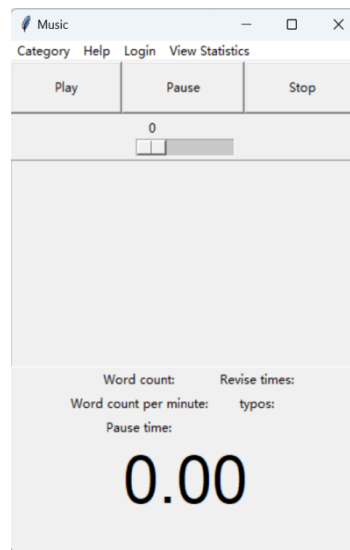 Music
Category Help Login View Statistics
Play Pause Stop
0
Word count: Revise times:
Word count per minute: typos:
Pause time:
0.00